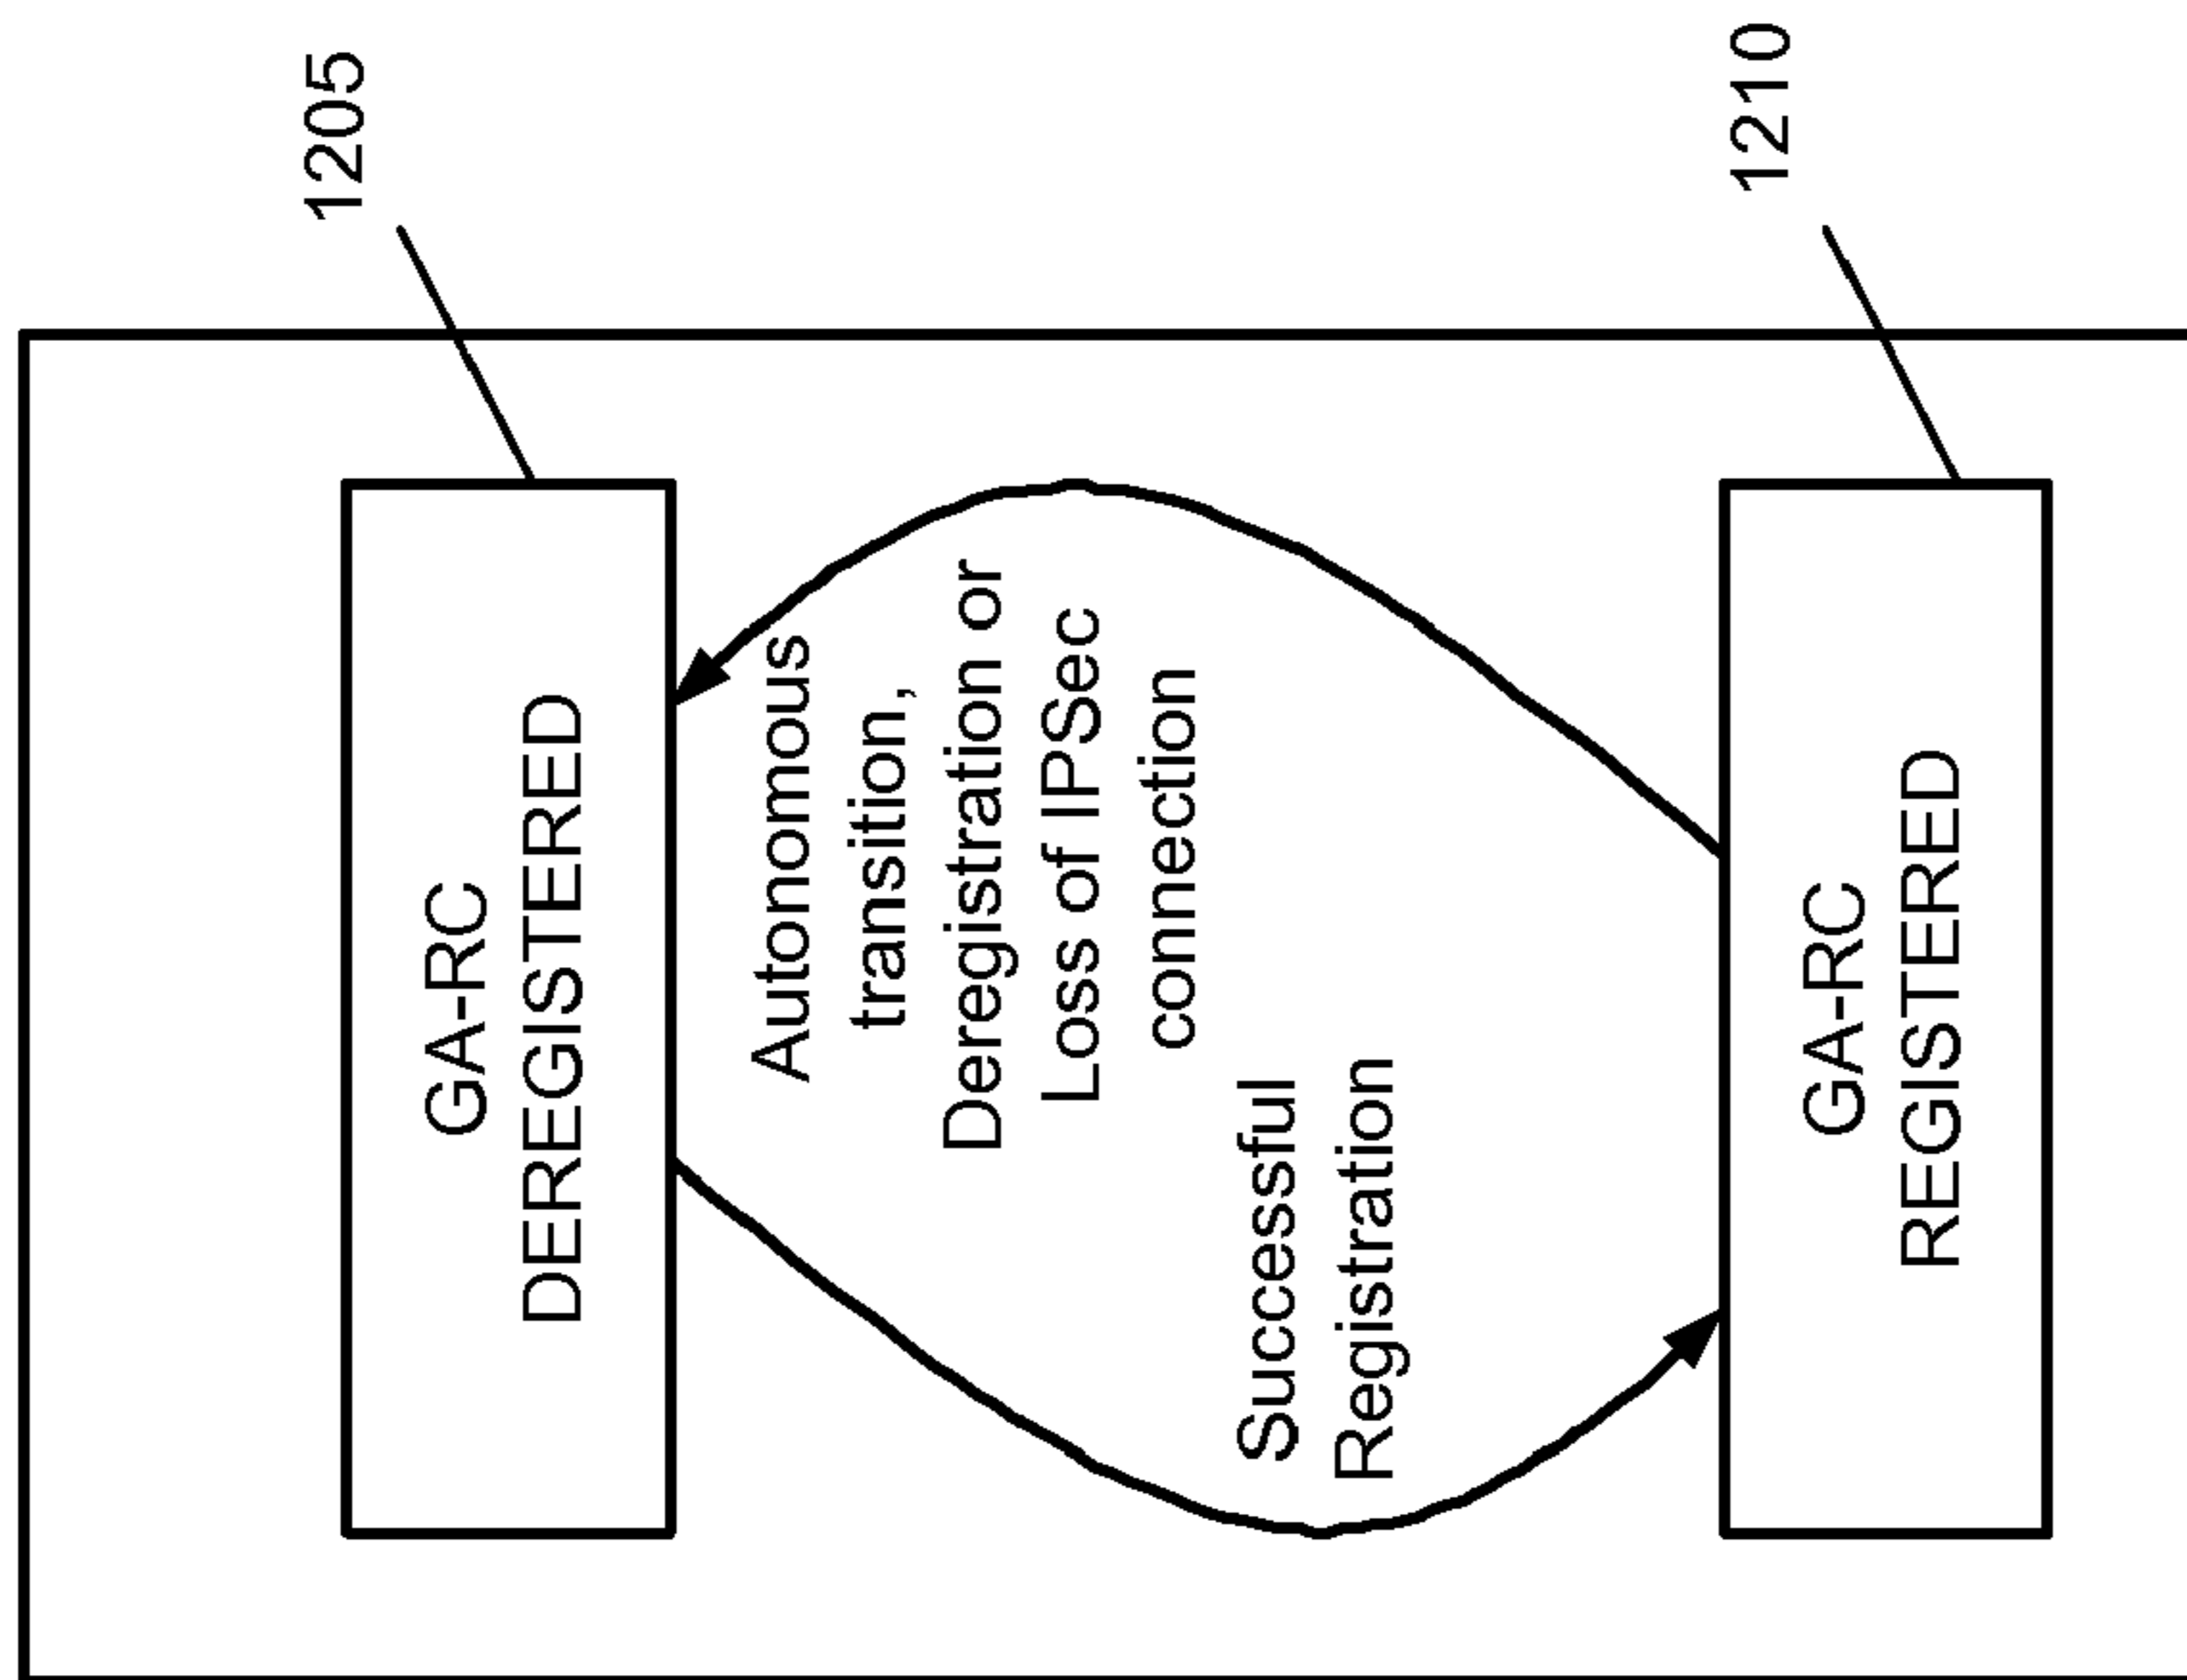 1205
GA-RC
DEREGISTERED
Autonomous
transition,
Deregistration or
Loss of IPSec
connection
Successful
Registration
GA-RC
REGISTERED
1210